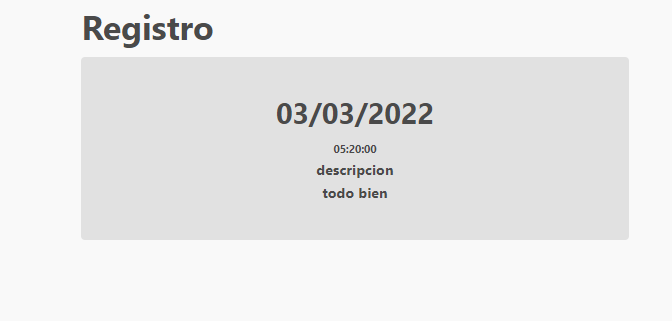 Registro
03/03/2022
05:20:00
descripcion
todo bien